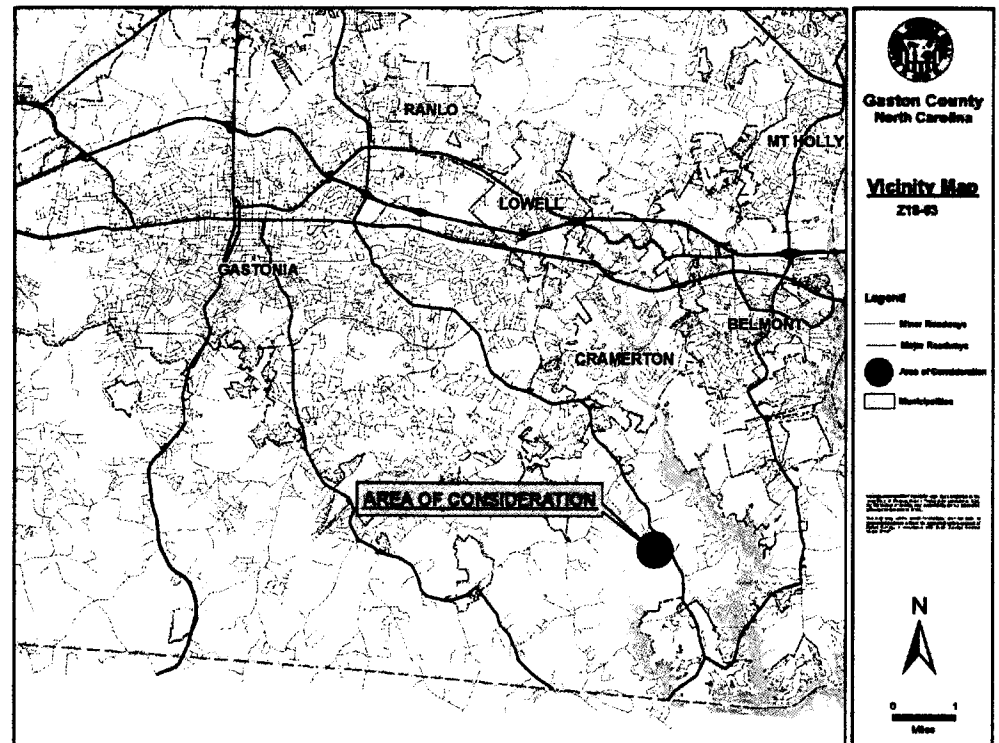 RANLO
MT HOLLY
LOWELL
GASTONIA
BELMONT
CRAMERTON
AREA OF CONSIDERATION
Gaston County
North Carolina
Vicinity Map
Legend
Minor Roadways
Major Roadways
Area of Consideration
Municipalities
N
0 1
Miles